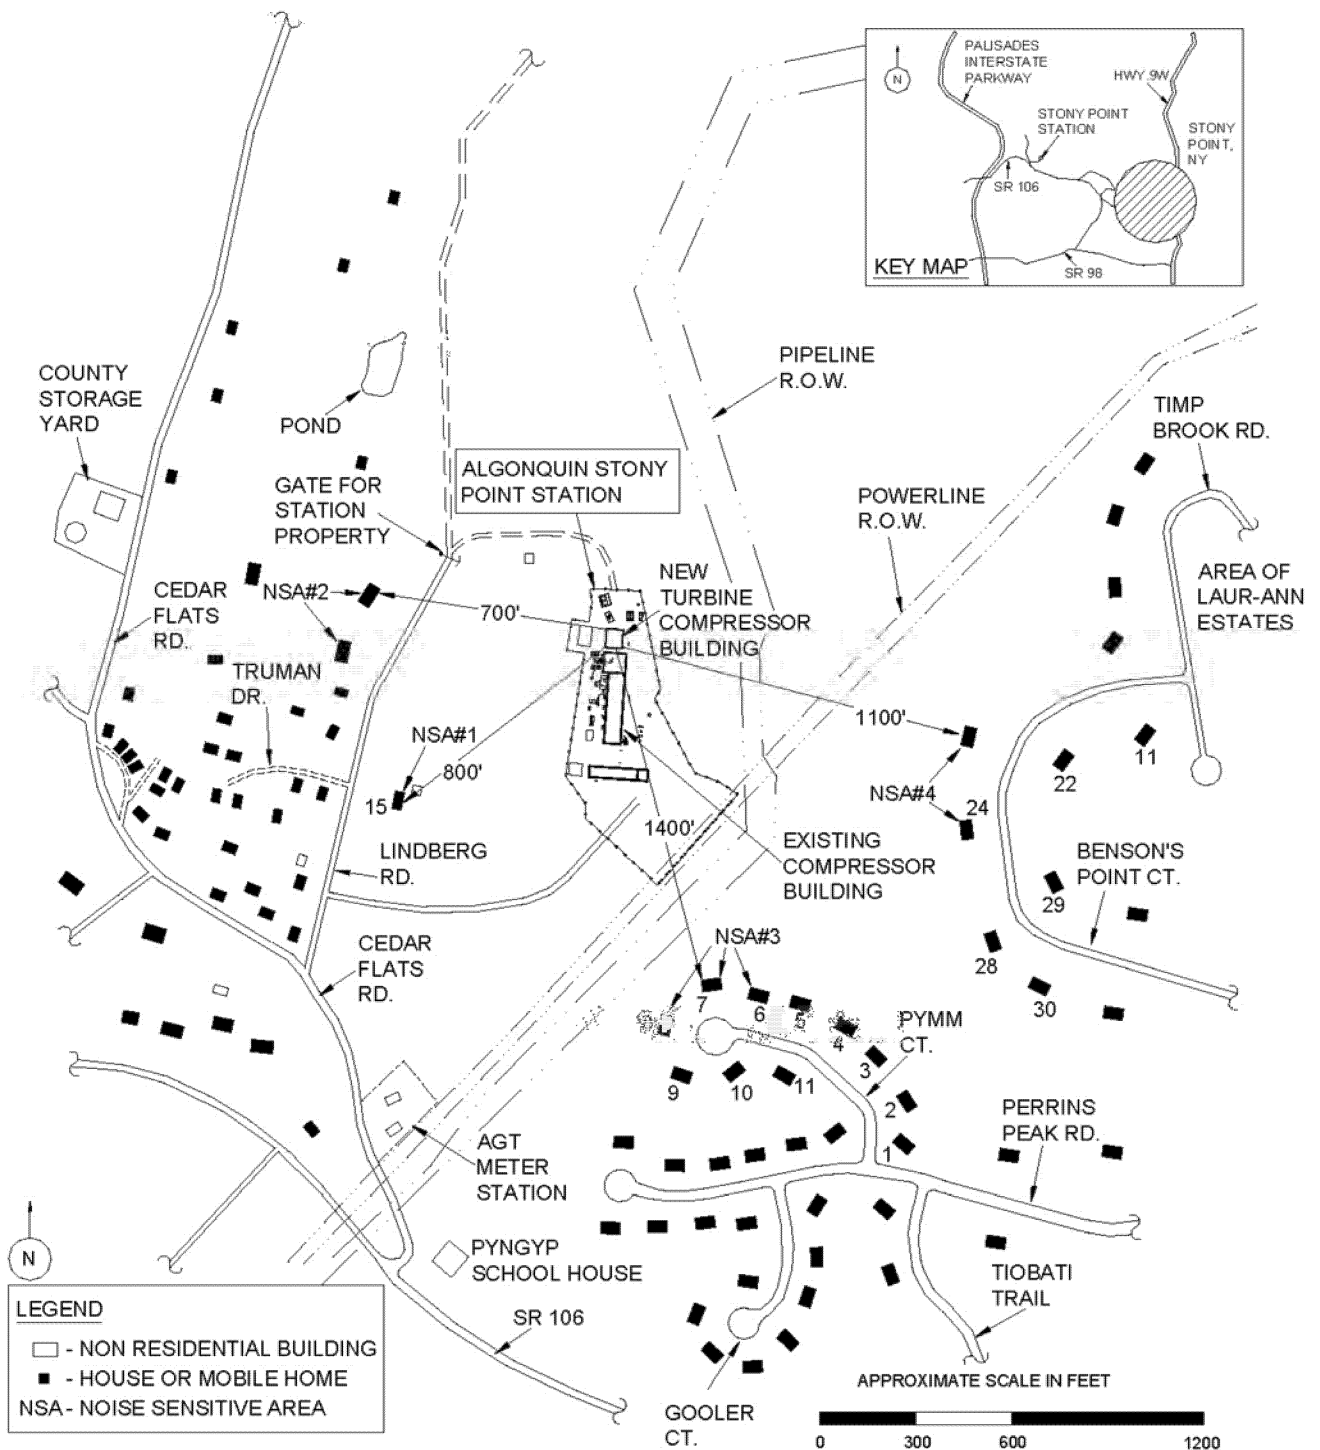 PALISADES
INTERSTATE
PARKWAY
HWY. 9W
N
STONY POINT
STATION
STONY
POINT,
NY
SR 106
KEY MAP
SR 98
PIPELINE
R.O.W.
COUNTY
STORAGE
YARD
POND
TIMP
BROOK RD.
ALGONQUIN STONY
POINT STATION
GATE FOR
STATION
PROPERTY
POWERLINE
R.O.W.
NEW
TURBINE
COMPRESSOR
BUILDING
AREA OF
LAUR-ANN
ESTATES
CEDAR
FLATS
RD.
NSA#2
700'
TRUMAN
DR.
1100'
NSA#1
800'
15
11
22
NSA#4
24
1400'
EXISTING
COMPRESSOR
BUILDING
LINDBERG
RD.
BENSON'S
POINT CT.
29
CEDAR
FLATS
RD.
NSA#3
28
30
7
6
5
4
PYMM
CT.
3
9
10
11
2
1
PERRINS
PEAK RD.
AGT
METER
STATION
N
PYNGYP
SCHOOL HOUSE
TIOBATI
TRAIL
SR 106
LEGEND
- NON RESIDENTIAL BUILDING
- HOUSE OR MOBILE HOME
NSA - NOISE SENSITIVE AREA
GOOLER
CT.
APPROXIMATE SCALE IN FEET
0 300 600 1200